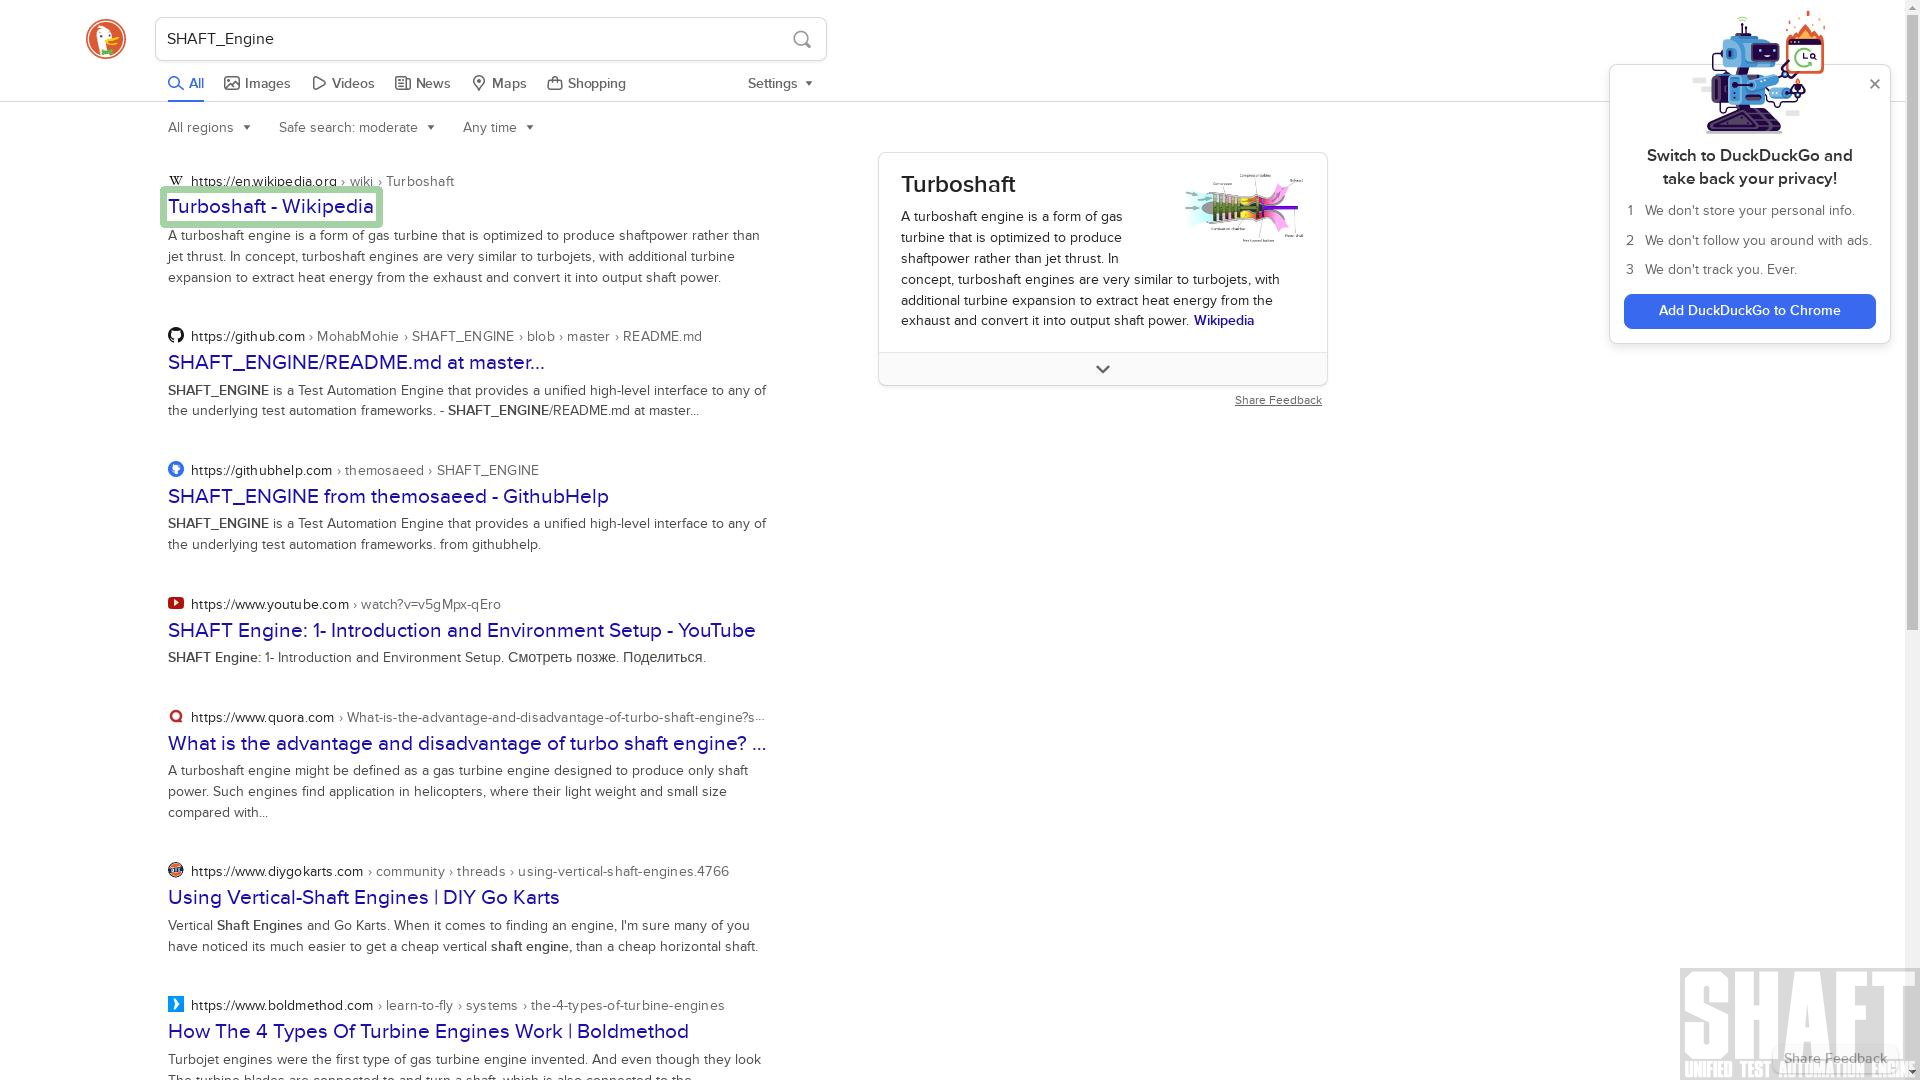 SHAFT_Engine
All Images Videos News Maps Shopping Settings
All regions Safe search: moderate Any time
https://en.wikipedia.org › wiki › Turboshaft
Turboshaft - Wikipedia
A turboshaft engine is a form of gas turbine that is optimized to produce shaftpower rather than
jet thrust. In concept, turboshaft engines are very similar to turbojets, with additional turbine
expansion to extract heat energy from the exhaust and convert it into output shaft power.
https://github.com › MohabMohie › SHAFT_ENGINE › blob › master › README.md
SHAFT_ENGINE/README.md at master...
SHAFT_ENGINE is a Test Automation Engine that provides a unified high-level interface to any of
the underlying test automation frameworks. - SHAFT_ENGINE/README.md at master...
https://githubhelp.com › themosaeed › SHAFT_ENGINE
SHAFT_ENGINE from themosaeed - GithubHelp
SHAFT_ENGINE is a Test Automation Engine that provides a unified high-level interface to any of
the underlying test automation frameworks. from githubhelp.
https://www.youtube.com › watch?v=v5gMpx-qEro
SHAFT Engine: 1- Introduction and Environment Setup - YouTube
SHAFT Engine: 1- Introduction and Environment Setup. Смотреть позже. Поделиться.
https://www.quora.com › What-is-the-advantage-and-disadvantage-of-turbo-shaft-engine?s...
What is the advantage and disadvantage of turbo shaft engine? ...
A turboshaft engine might be defined as a gas turbine engine designed to produce only shaft
power. Such engines find application in helicopters, where their light weight and small size
compared with...
https://www.diygokarts.com › community › threads › using-vertical-shaft-engines.4766
Using Vertical-Shaft Engines | DIY Go Karts
Vertical Shaft Engines and Go Karts. When it comes to finding an engine, I'm sure many of you
have noticed its much easier to get a cheap vertical shaft engine, than a cheap horizontal shaft.
https://www.boldmethod.com › learn-to-fly › systems › the-4-types-of-turbine-engines
How The 4 Types Of Turbine Engines Work | Boldmethod
Turbojet engines were the first type of gas turbine engine invented. And even though they look
The turbine blades are connected to and turn a shaft, which is also connected to the
Turboshaft
A turboshaft engine is a form of gas
turbine that is optimized to produce
shaftpower rather than jet thrust. In
concept, turboshaft engines are very similar to turbojets, with
additional turbine expansion to extract heat energy from the
exhaust and convert it into output shaft power. Wikipedia
Share Feedback
Switch to DuckDuckGo and
take back your privacy!
1 We don't store your personal info.
2 We don't follow you around with ads.
3 We don't track you. Ever.
Add DuckDuckGo to Chrome
SHAFT
Share Feedback
UNIFIED TEST AUTOMATION ENGINE